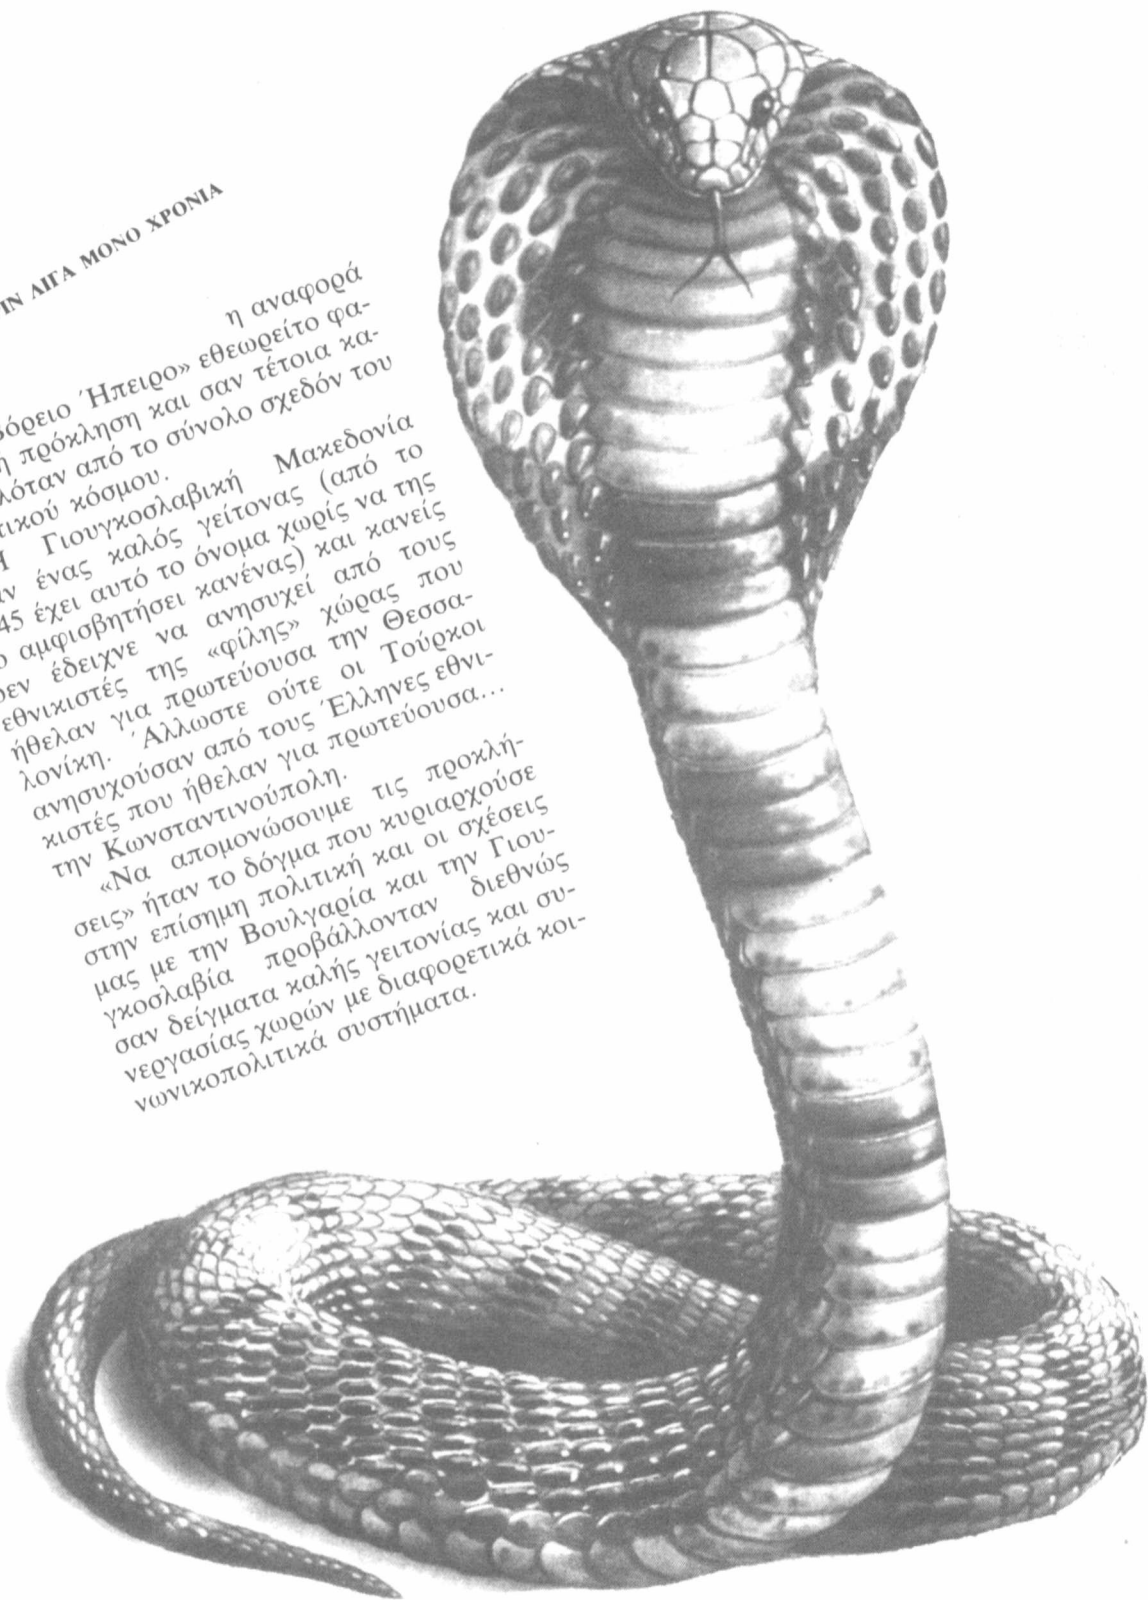 ΛΙΓΑ ΜΟΝΟ ΧΡΟΝΙΑ
η αναφορά
Ήπειρο» εθεωρείτο φα-
πρόκληση και σαν τέτοια κα-
από το σύνολο σχεδόν του
κόσμου.
Γιουγκοσλαβική Μακεδονία
ένας καλός γείτονας (από το
45 έχει αυτό το όνομα χωρίς να της
αμφισβητήσει κανένας) και κανείς
δεν έδειχνε να ανησυχεί από τους
εθνικιστές της «φίλης» χώρας που
ήθελαν για πρωτεύουσα την Θεσσα-
λονίκη. Άλλωστε ούτε οι Τούρκοι
ανησυχούσαν από τους Έλληνες εθνι-
κιστές που ήθελαν για πρωτεύουσα...
την Κωνσταντινούπολη.
«Να απομονώσουμε τις προκλή-
σεις» ήταν το δόγμα που κυριαρχούσε
στην επίσημη πολιτική και οι σχέσεις
μας με την Βουλγαρία και την Γιου-
γκοσλαβία προβάλλονταν διεθνώς
σαν δείγματα καλής γειτονίας και συ-
νεργασίας χωρών με διαφορετικά κοι-
νωνικοπολιτικά συστήματα.